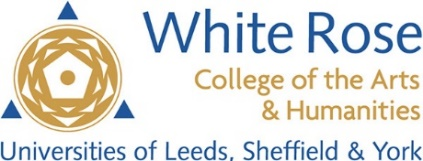 White Rose
College of the Arts
& Humanities
Universities of Leeds, Sheffield & York